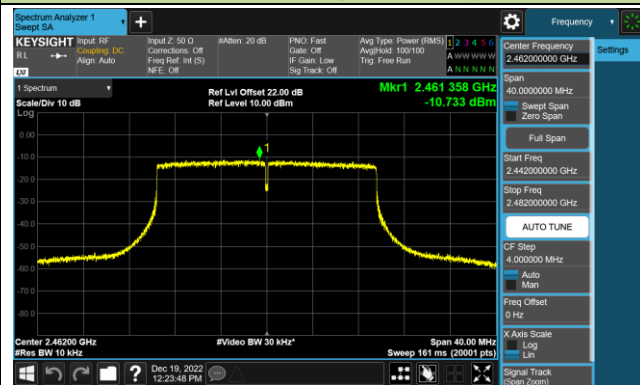 Spectrum Analyzer 1
Swept SA
Frequency
KEYSIGHT
RL
LXI
Input: RF
Coupling: DC
Align: Auto
Input Z: 50 Ω
Corrections: Off
Freq Ref: Int (S)
NFE: Off
#Atten: 20 dB
PNO: Fast
Gate: Off
IF Gain: Low
Sig Track: Off
Avg Type: Power (RMS)
Avg|Hold: 100/100
Trig: Free Run
1 2 3 4 5 6
A W W W W W
A N N N N N
1 Spectrum
Scale/Div 10 dB
Log
Ref Lvl Offset 22.00 dB
Ref Level 10.00 dBm
Mkr1 2.461 358 GHz
-10.733 dBm
1
0.00
-10.0
-20.0
-30.0
-40.0
-50.0
-60.0
-70.0
-80.0
Center 2.46200 GHz
#Res BW 10 kHz
#Video BW 30 kHz*
Span 40.00 MHz
Sweep 161 ms (20001 pts)
Dec 19, 2022
12:23:48 PM
Center Frequency
2.462000000 GHz
Settings
Span
40.0000000 MHz
Swept Span
Zero Span
Full Span
Start Freq
2.442000000 GHz
Stop Freq
2.482000000 GHz
AUTO TUNE
CF Step
4.000000 MHz
Auto
Man
Freq Offset
0 Hz
X Axis Scale
Log
Lin
Signal Track
(Span Zoom)